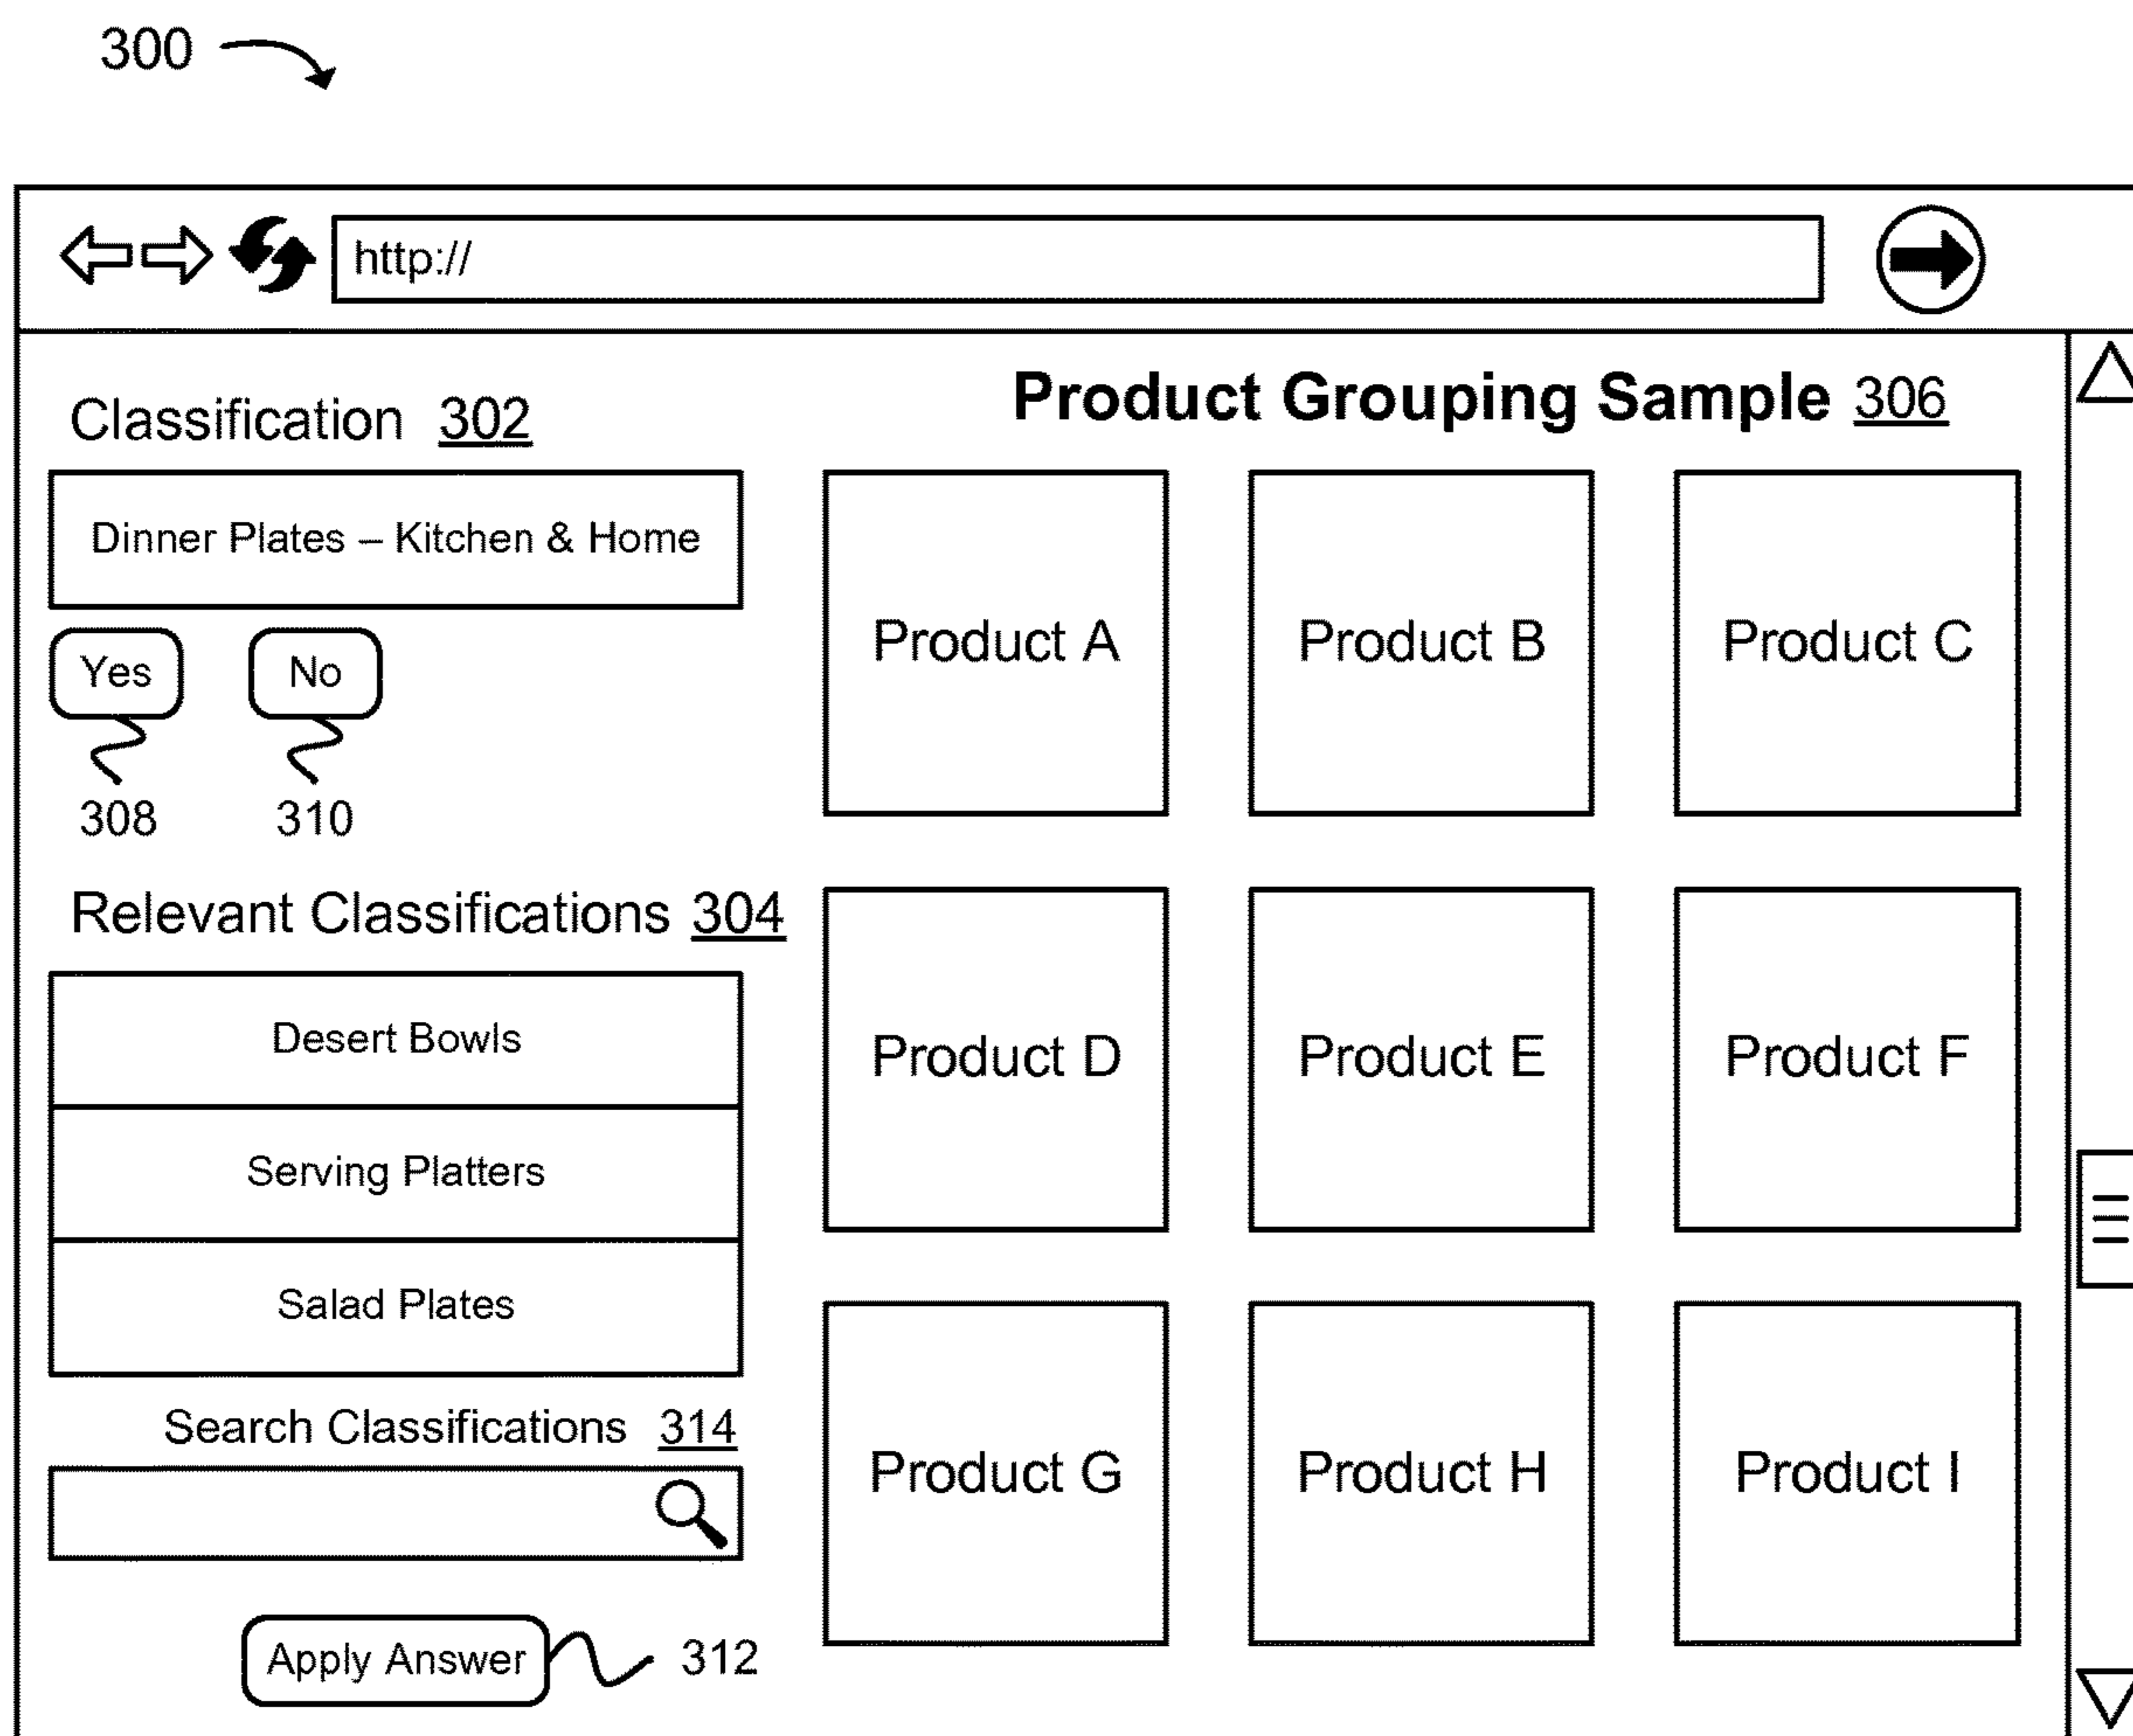 300
http://
Classification 302
Dinner Plates – Kitchen & Home
Yes No
308 310
Relevant Classifications 304
Desert Bowls
Serving Platters
Salad Plates
Search Classifications 314
Apply Answer 312
Product Grouping Sample 306
Product A Product B Product C
Product D Product E Product F
Product G Product H Product I